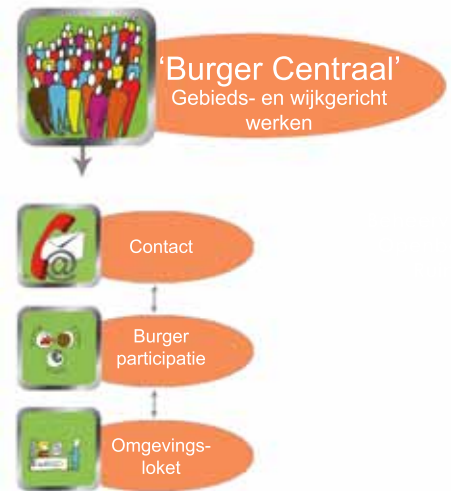 ‘Burger Centraal’
Gebieds- en wijkgericht
werken
Contact
@
Burger
participatie
Omgevings-
loket